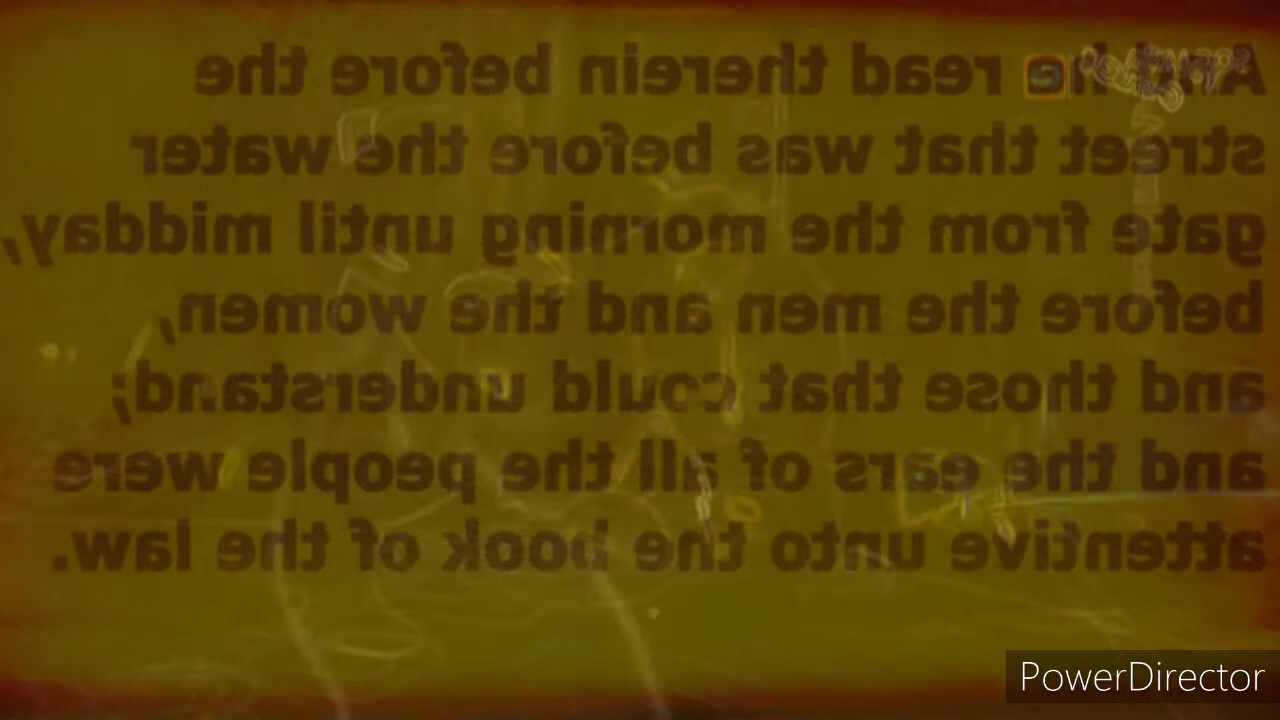 And he read therein before the
street that was before the water
gate from the morning until midday,
before the men and the women,
and those that could understand;
and the ears of all the people were
attentive unto the book of the law.
PowerDirector